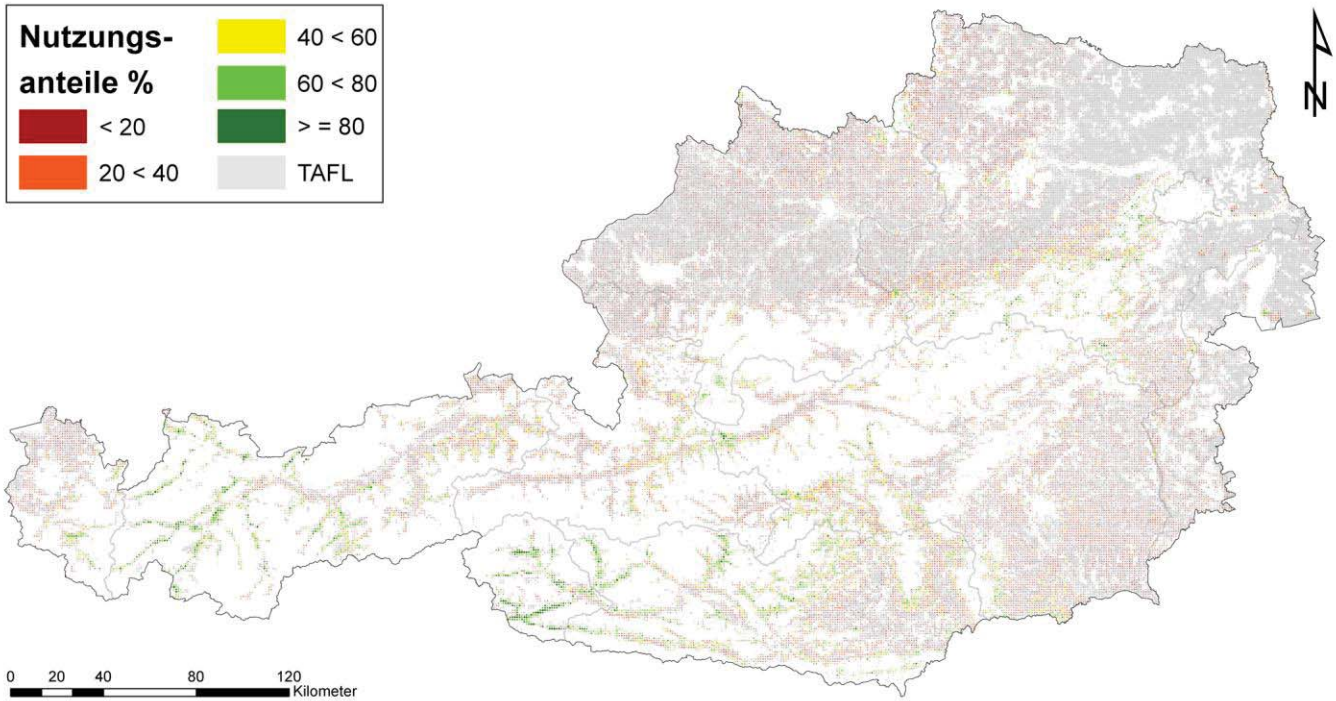 Nutzungs-
anteile %
< 20
20 < 40
40 < 60
60 < 80
> = 80
TAFL
N
0 20 40 80 120
Kilometer